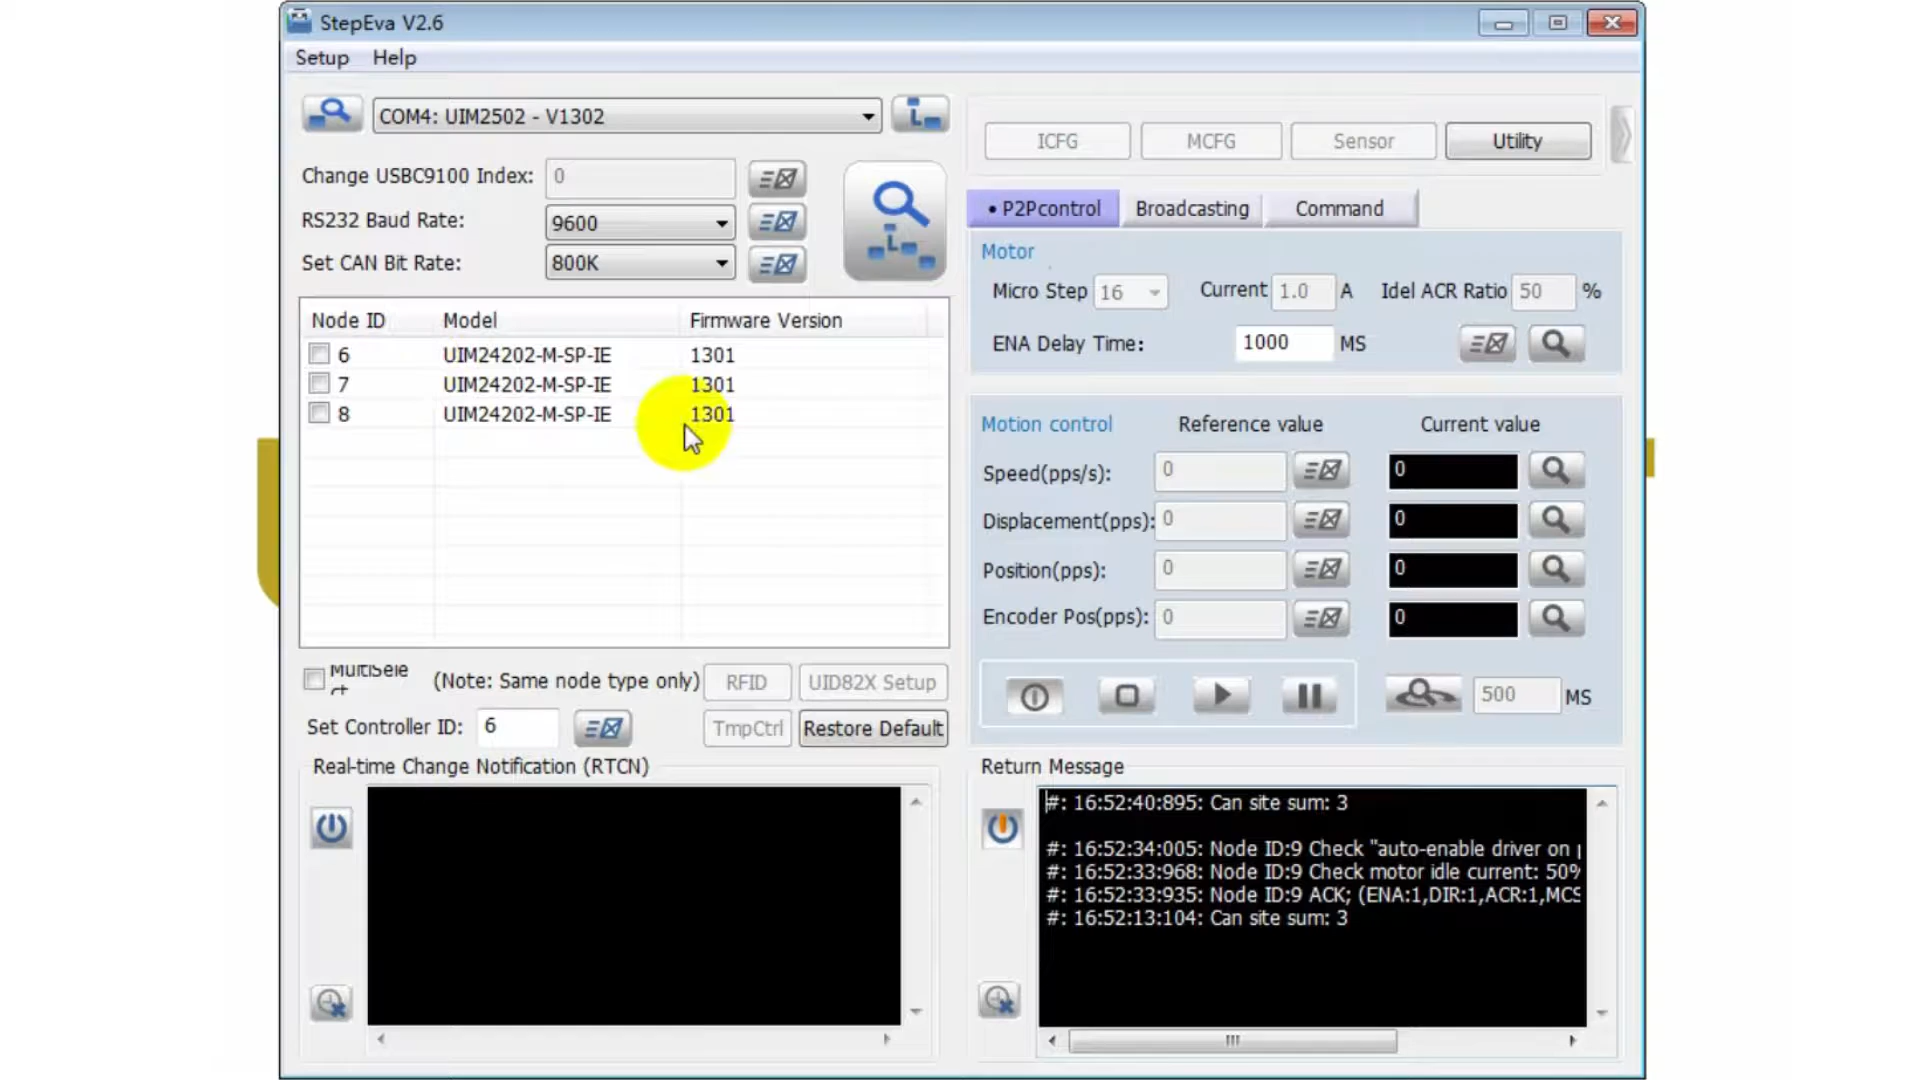 StepEva V2.6
Setup Help
COM4: UIM2502 - V1302
Change USBC9100 Index: 0
RS232 Baud Rate: 9600
Set CAN Bit Rate: 800K
Node ID Model Firmware Version
6 UIM24202-M-SP-IE 1301
7 UIM24202-M-SP-IE 1301
8 UIM24202-M-SP-IE 1301
MultiSele
ct
(Note: Same node type only) RFID UID82X Setup
Set Controller ID: 6 TmpCtrl Restore Default
Real-time Change Notification (RTCN)
ICFG MCFG Sensor Utility
• P2Pcontrol Broadcasting Command
Motor
Micro Step 16 Current 1.0 A Idel ACR Ratio 50 %
ENA Delay Time: 1000 MS
Motion control Reference value Current value
Speed(pps/s): 0 0
Displacement(pps): 0 0
Position(pps): 0 0
Encoder Pos(pps): 0 0
500 MS
Return Message
#: 16:52:40:895: Can site sum: 3
#: 16:52:34:005: Node ID:9 Check "auto-enable driver on
#: 16:52:33:968: Node ID:9 Check motor idle current: 50%
#: 16:52:33:935: Node ID:9 ACK; (ENA:1,DIR:1,ACR:1,MCS
#: 16:52:13:104: Can site sum: 3